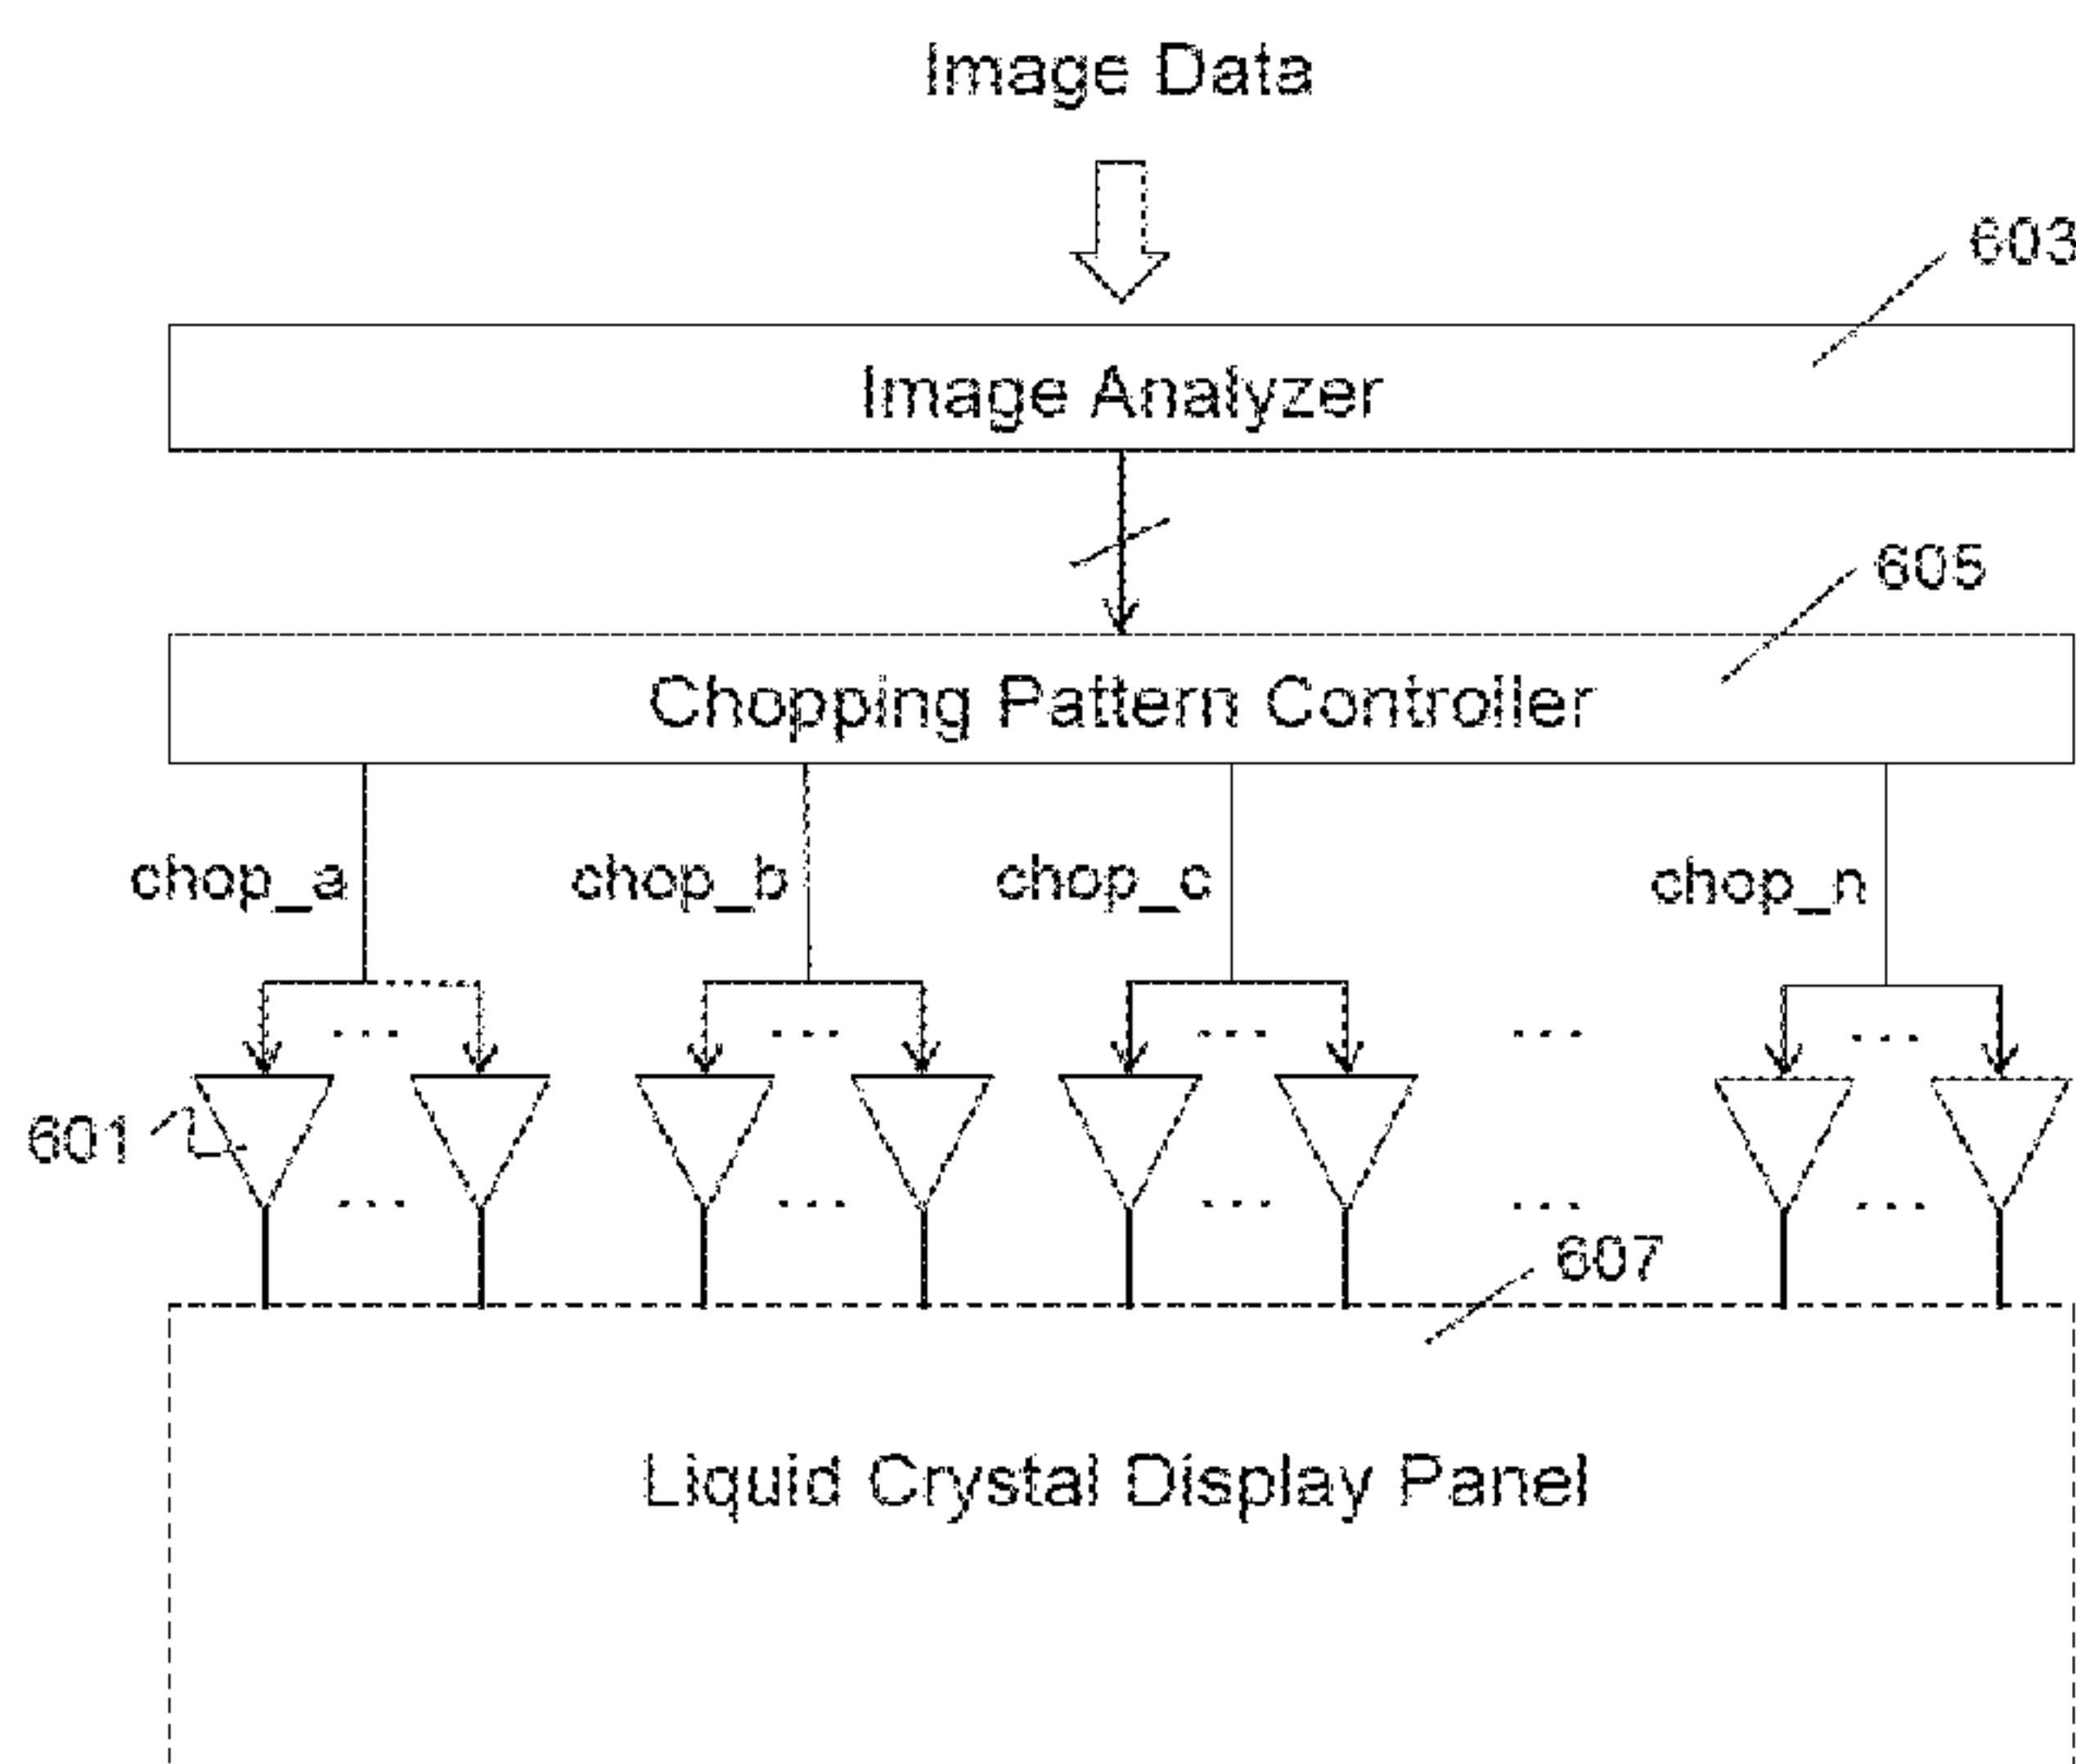 Image Data
603
Image Analyzer
605
Chopping Pattern Controller
chop_a chop_b chop_c chop_n
... ... ... ... ...
601
... ... ... ... ...
607
Liquid Crystal Display Panel